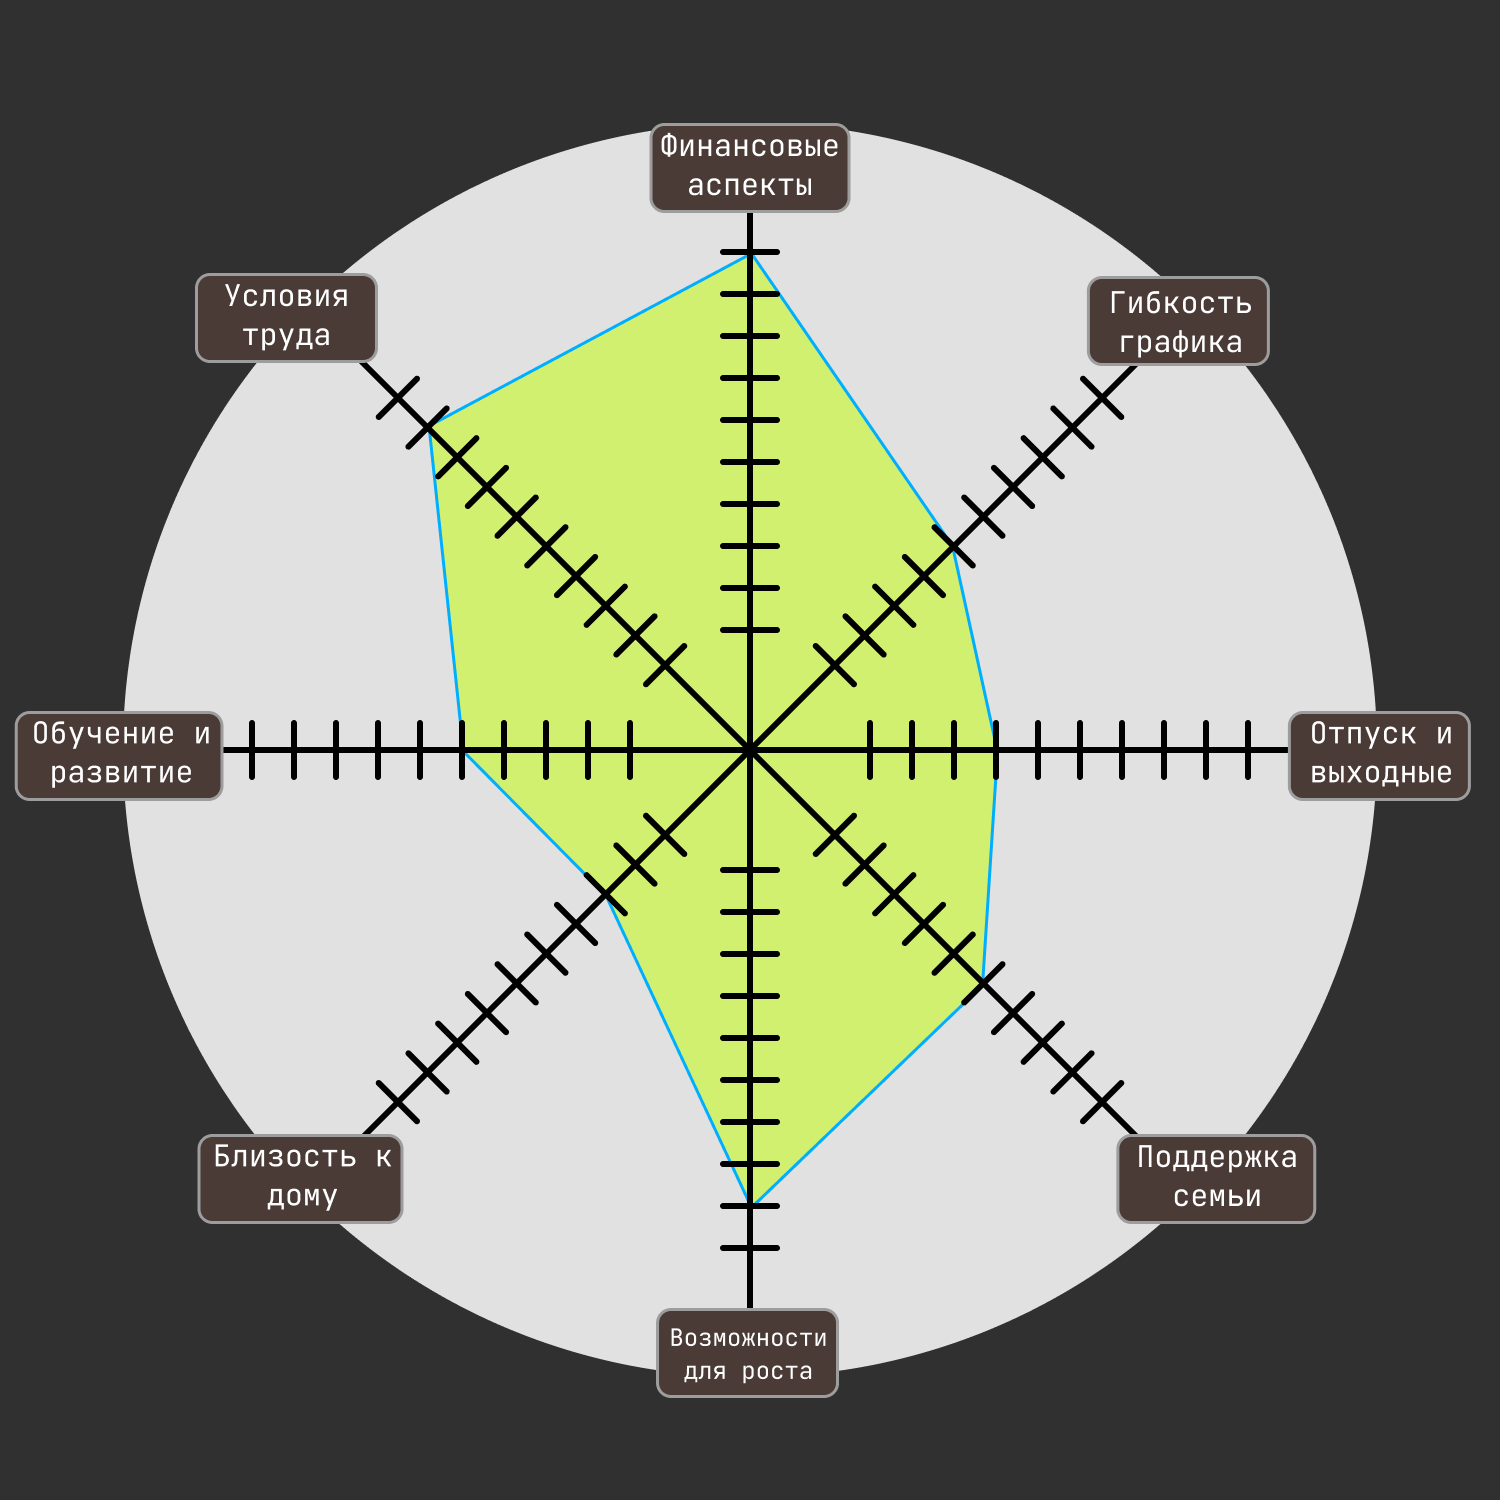 Финансовые
аспекты
Условия
труда
Гибкость
графика
Обучение и
развитие
Отпуск и
выходные
Близость к
дому
Поддержка
семьи
Возможности
для роста